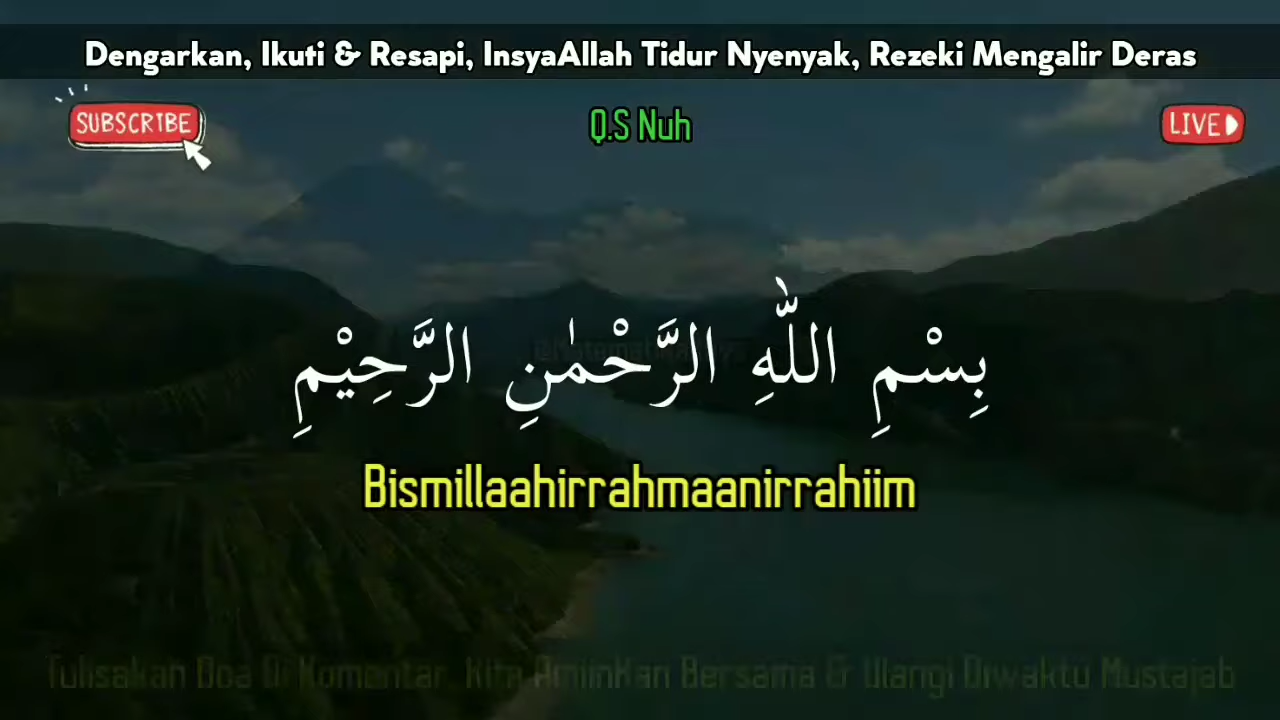 Dengarkan, Ikuti & Resapi, InsyaAllah Tidur Nyenyak, Rezeki Mengalir Deras
SUBSCRIBE
Q.S Nuh
LIVE
بِسْمِ اللّٰهِ الرَّحْمٰنِ الرَّحِيْمِ
Bismillaahirrahmaanirrahiim
Tulisakan Doa Di Komentar, Kita Amiinkan Bersama & Ulangi Diwaktu Mustajab